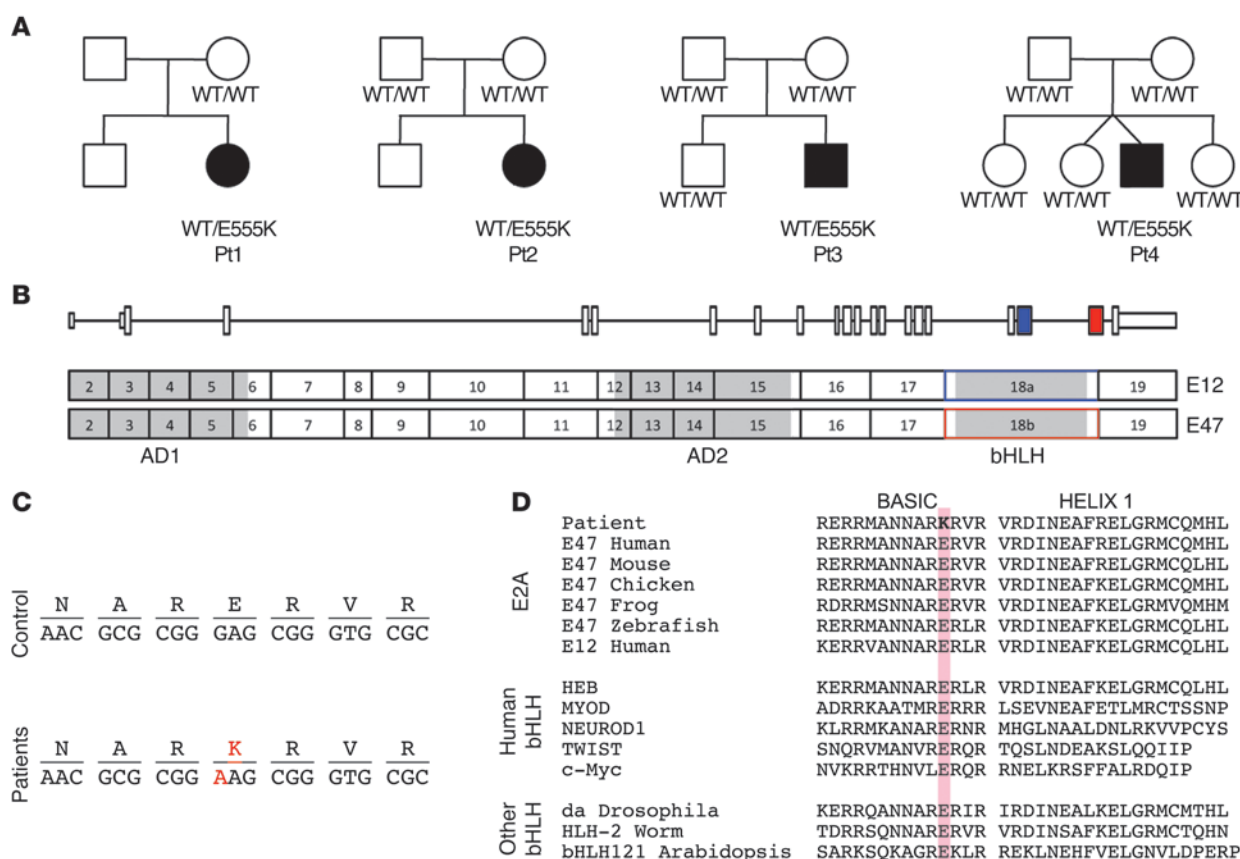 A
WT/WT WT/WT WT/WT WT/WT WT/WT WT/WT WT/WT
WT/WT WT/WT WT/WT WT/WT
WT/E555K WT/E555K WT/E555K WT/E555K
Pt1 Pt2 Pt3 Pt4
B
2 3 4 5 6 7 8 9 10 11 12 13 14 15 16 17 18a 19 E12
2 3 4 5 6 7 8 9 10 11 12 13 14 15 16 17 18b 19 E47
AD1 AD2 bHLH
C
Control
N A R E R V R
AAC GCG CGG GAG CGG GTG CGC
Patients
N A R K R V R
AAC GCG CGG AAG CGG GTG CGC
D
BASIC HELIX 1
E2A
Patient RERRMANNARKRVR VRDINEAFRELGRMCQMHL
E47 Human RERRMANNARERVR VRDINEAFRELGRMCQMHL
E47 Mouse RERRMANNARERVR VRDINEAFRELGRMCQLHL
E47 Chicken RERRMANNARERVR VRDINEAFRELGRMCQMHL
E47 Frog RDRRMSNNARERVR VRDINEAFRELGRMVQMHM
E47 Zebrafish RERRMANNARERLR VRDINEAFKELGRMCQLHL
E12 Human KERRVANNARERLR VRDINEAFKELGRMCQLHL
Human bHLH
HEB KERRMANNARERLR VRDINEAFKELGRMCQLHL
MYOD ADRRKAATMRERRR LSEVNEAFETLMRCTSSNP
NEUROD1 KLRRMKANARERNR MHGLNAALDNLRKVVPCYS
TWIST SNQRVMANVRERQR TQSLNDEAKSLQQIIP
c-Myc NVKRRTHNVLERQR RNELKRSFFALRDQIP
Other bHLH
da Drosophila KERRQANNARERIR IRDINEALKELGRMCMTHL
HLH-2 Worm TDRRSQNNARERVR VRDINSAFKELGRMCTQHN
bHLH121 Arabidopsis SARKSQKAGREKLR REKLNEHFVELGNVLDPERP